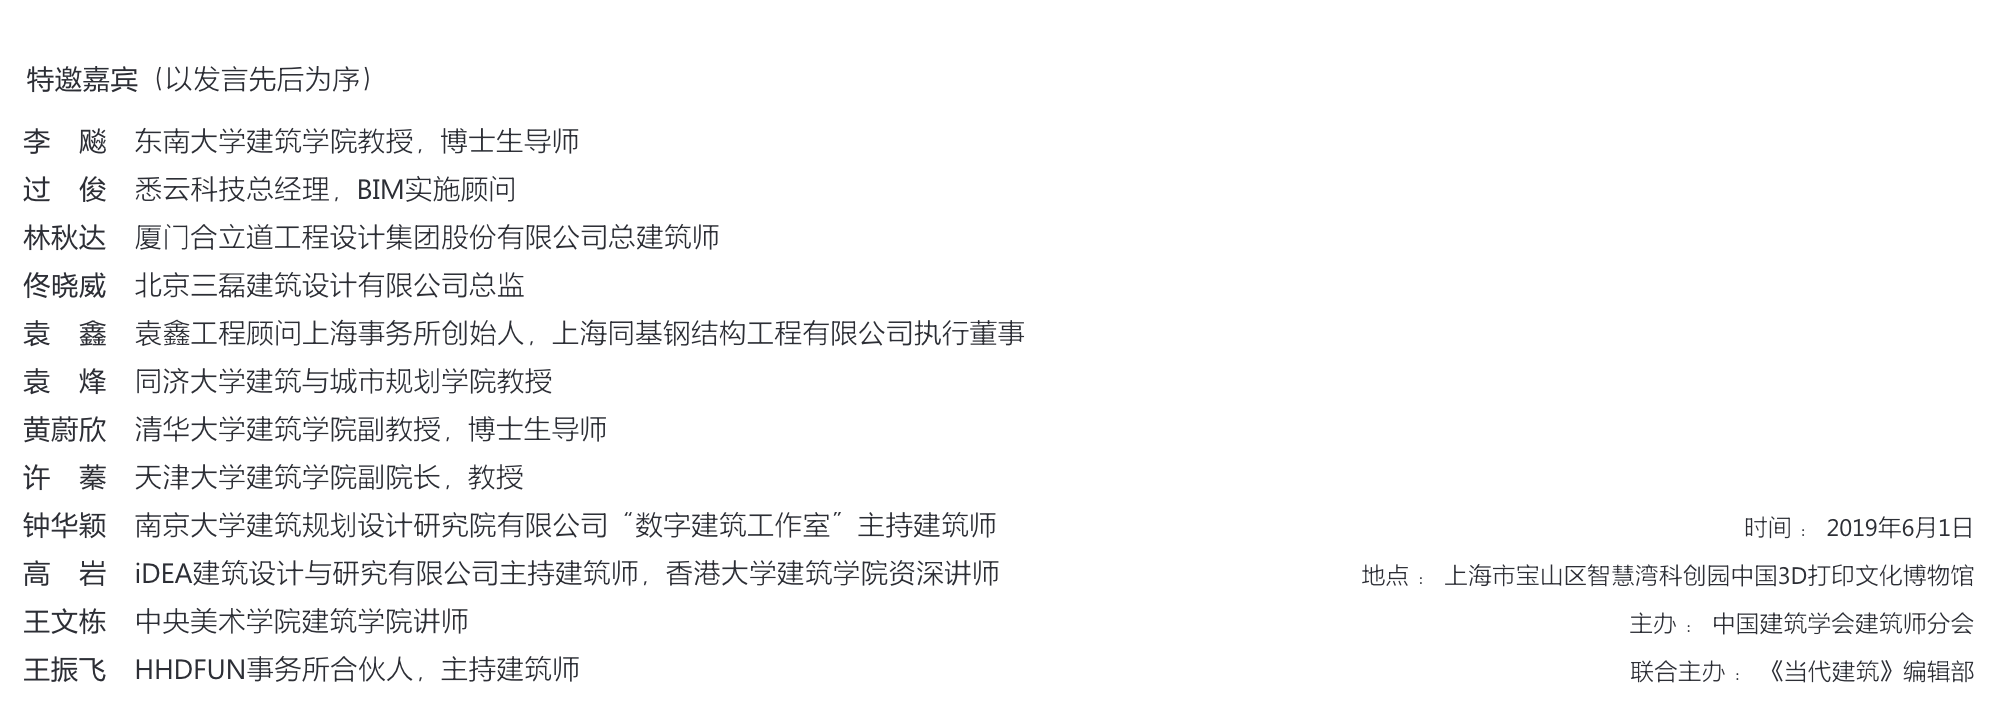 特邀嘉宾（以发言先后为序）
李　飚　东南大学建筑学院教授，博士生导师
过　俊　悉云科技总经理，BIM实施顾问
林秋达　厦门合立道工程设计集团股份有限公司总建筑师
佟晓威　北京三磊建筑设计有限公司总监
袁　鑫　袁鑫工程顾问上海事务所创始人，上海同基钢结构工程有限公司执行董事
袁　烽　同济大学建筑与城市规划学院教授
黄蔚欣　清华大学建筑学院副教授，博士生导师
许　蓁　天津大学建筑学院副院长，教授
钟华颖　南京大学建筑规划设计研究院有限公司“数字建筑工作室”主持建筑师
高　岩　iDEA建筑设计与研究有限公司主持建筑师，香港大学建筑学院资深讲师
王文栋　中央美术学院建筑学院讲师
王振飞　HHDFUN事务所合伙人，主持建筑师
时间： 2019年6月1日
地点： 上海市宝山区智慧湾科创园中国3D打印文化博物馆
主办： 中国建筑学会建筑师分会
联合主办： 《当代建筑》编辑部